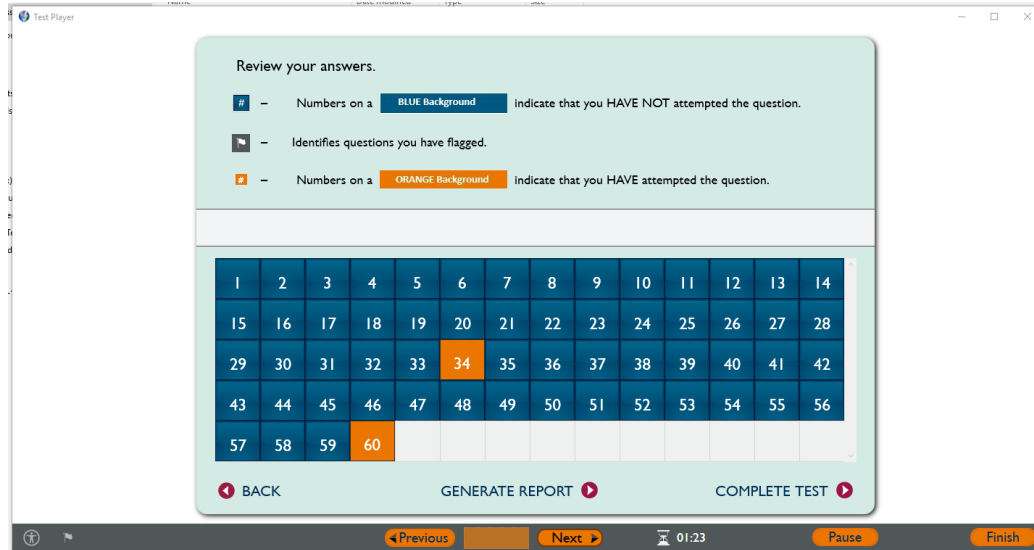 Test Player
Review your answers.
# – Numbers on a BLUE Background indicate that you HAVE NOT attempted the question.
– Identifies questions you have flagged.
# – Numbers on a ORANGE Background indicate that you HAVE attempted the question.
1 2 3 4 5 6 7 8 9 10 11 12 13 14
15 16 17 18 19 20 21 22 23 24 25 26 27 28
29 30 31 32 33 34 35 36 37 38 39 40 41 42
43 44 45 46 47 48 49 50 51 52 53 54 55 56
57 58 59 60
BACK GENERATE REPORT COMPLETE TEST
Previous Next 01:23 Pause Finish